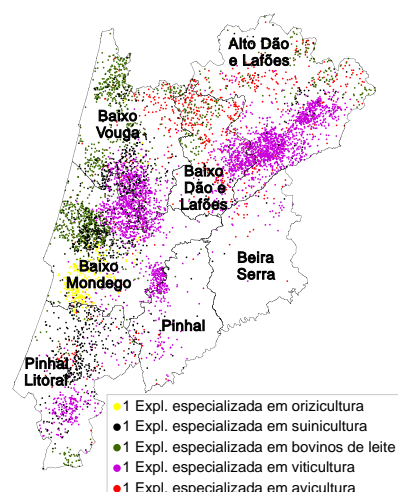 Alto Dão
e Lafões
Baixo
Vouga
Baixo
Dão e
Lafões
Beira
Serra
Baixo
Mondego
Pinhal
Pinhal
Litoral
1 Expl. especializada em orizicultura
1 Expl. especializada em suinicultura
1 Expl. especializada em bovinos de leite
1 Expl. especializada em viticultura
1 Expl. especializada em avicultura